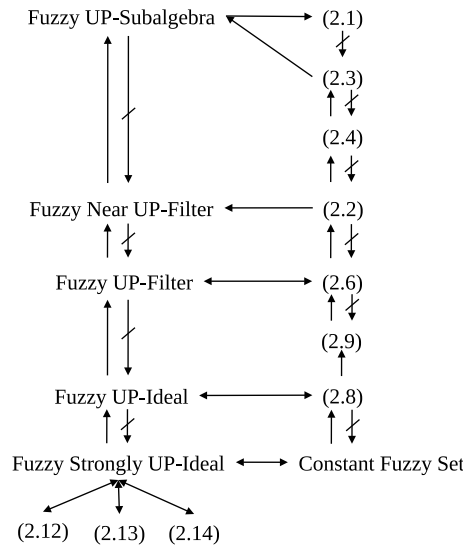 Fuzzy UP-Subalgebra (2.1)
(2.3)
(2.4)
Fuzzy Near UP-Filter (2.2)
Fuzzy UP-Filter (2.6)
(2.9)
Fuzzy UP-Ideal (2.8)
Fuzzy Strongly UP-Ideal Constant Fuzzy Set
(2.12) (2.13) (2.14)